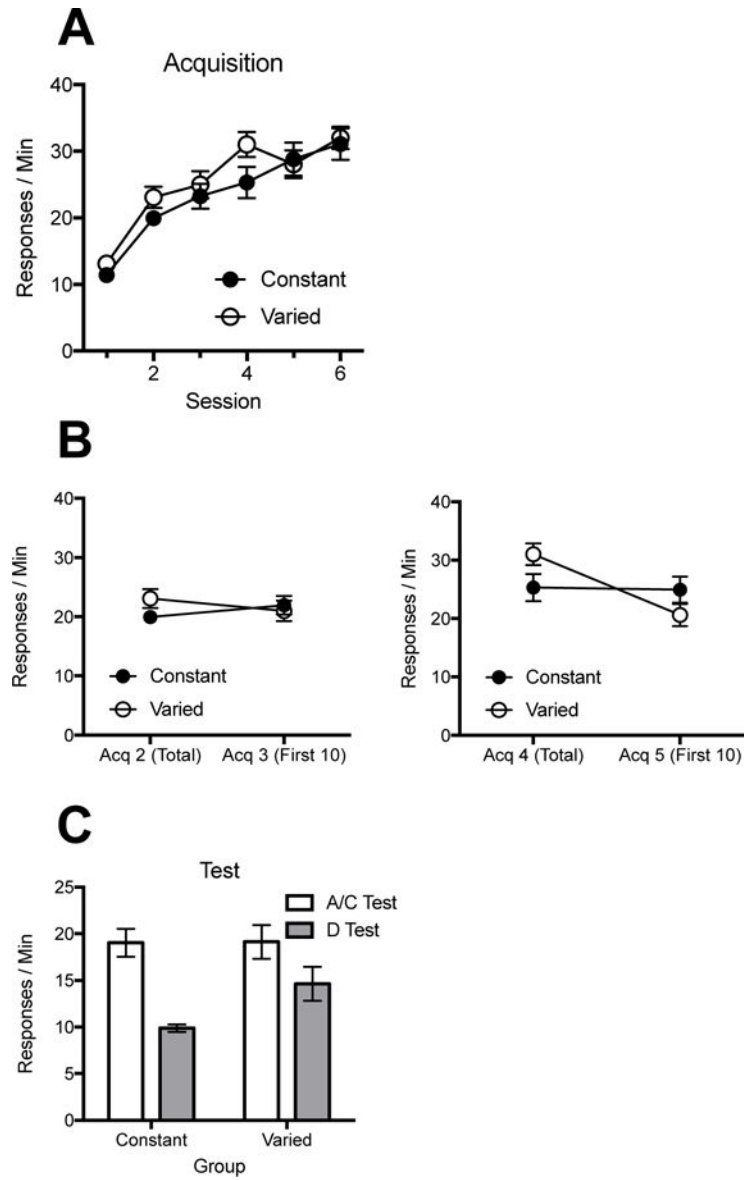 A
Acquisition
40
30
20
10
0
Responses / Min
Constant
Varied
2 4 6
Session
B
40
30
20
10
0
Responses / Min
Constant
Varied
Acq 2 (Total) Acq 3 (First 10)
40
30
20
10
0
Responses / Min
Constant
Varied
Acq 4 (Total) Acq 5 (First 10)
C
Test
25
20
15
10
5
0
Responses / Min
A/C Test
D Test
Constant Varied
Group